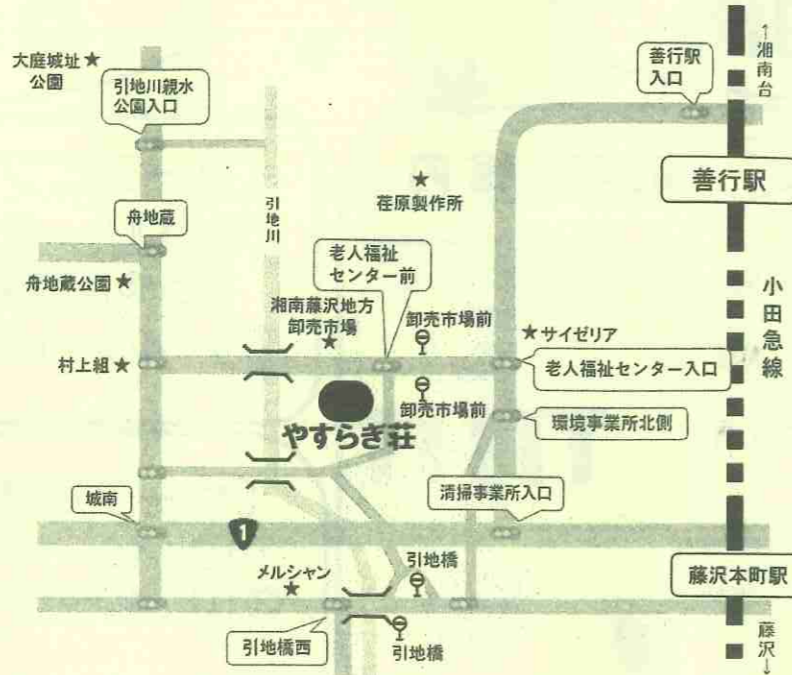 大庭城址
公園
引地川親水
公園入口
善行駅
入口
↑湘南台
善行駅
荏原製作所
引地川
舟地蔵
老人福祉
センター前
舟地蔵公園
湘南藤沢地方
卸売市場
卸売市場前
サイゼリア
小田急線
村上組
老人福祉センター入口
卸売市場前
やすらぎ荘
環境事業所北側
城南
清掃事業所入口
1
メルシャン
引地橋
藤沢本町駅
引地橋西
引地橋
藤沢↓